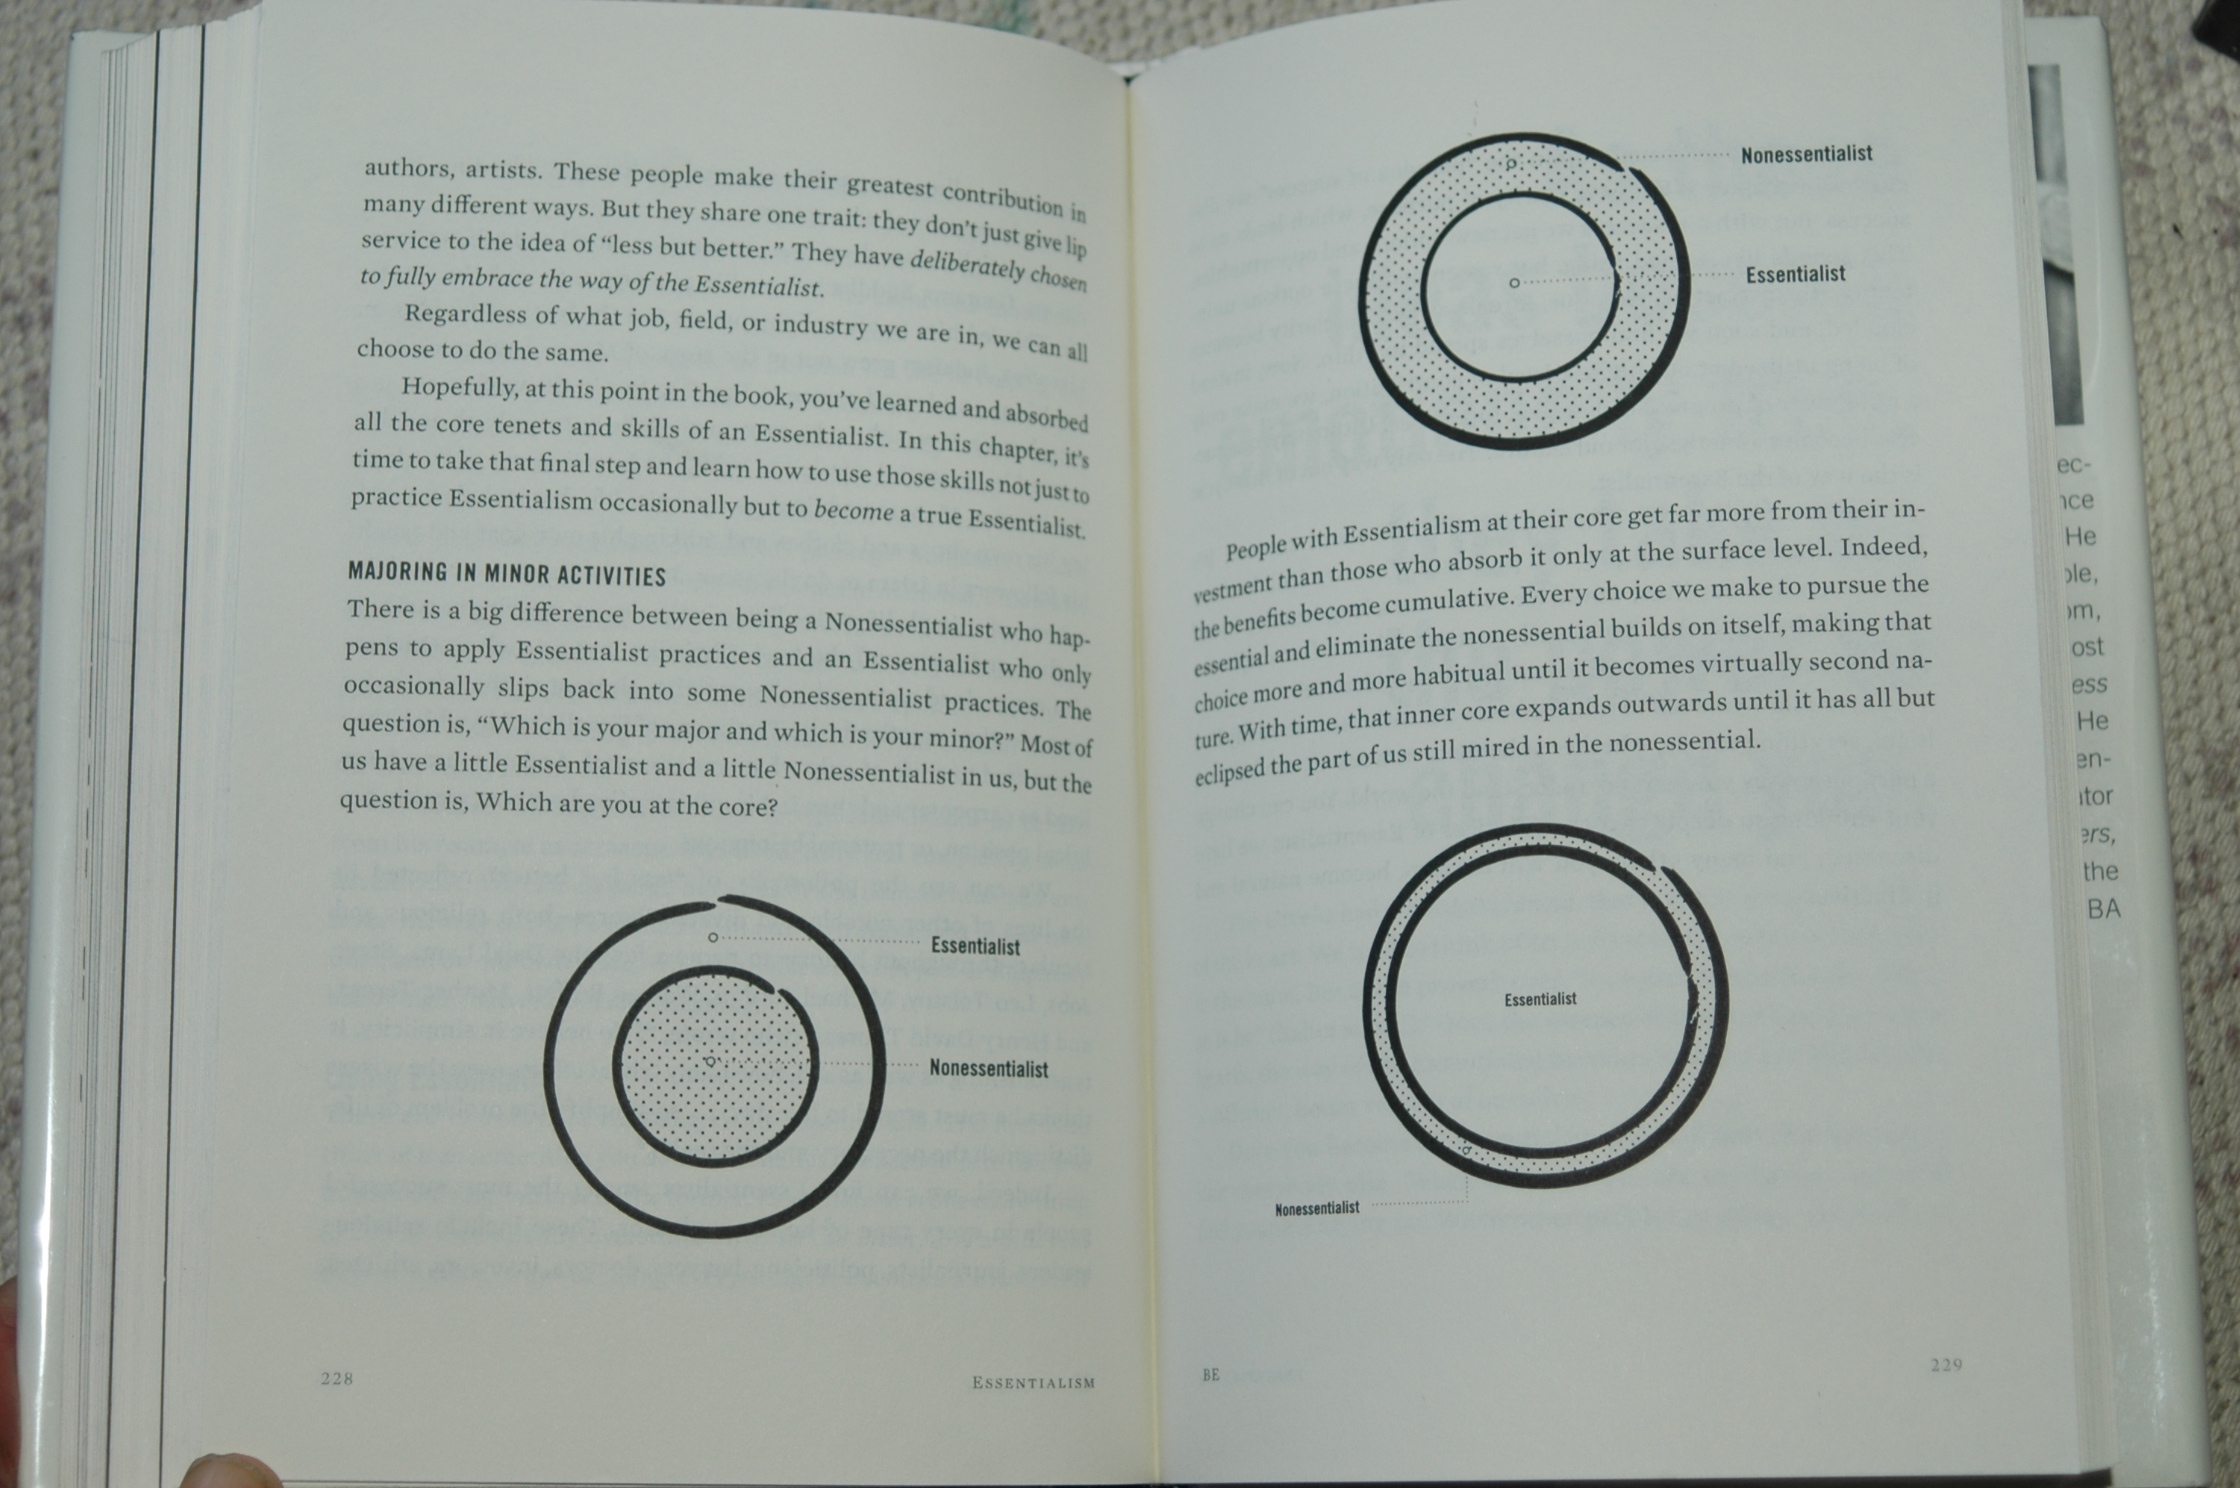 authors, artists. These people make their greatest contribution in
many different ways. But they share one trait: they don't just give lip
service to the idea of “less but better.” They have deliberately chosen
to fully embrace the way of the Essentialist.
Regardless of what job, field, or industry we are in, we can all
choose to do the same.
Hopefully, at this point in the book, you've learned and absorbed
all the core tenets and skills of an Essentialist. In this chapter, it's
time to take that final step and learn how to use those skills not just to
practice Essentialism occasionally but to become a true Essentialist.
MAJORING IN MINOR ACTIVITIES
There is a big difference between being a Nonessentialist who hap-
pens to apply Essentialist practices and an Essentialist who only
occasionally slips back into some Nonessentialist practices. The
question is, “Which is your major and which is your minor?” Most of
us have a little Essentialist and a little Nonessentialist in us, but the
question is, Which are you at the core?
Essentialist
Nonessentialist
228
ESSENTIALISM
Nonessentialist
Essentialist
People with Essentialism at their core get far more from their in-
vestment than those who absorb it only at the surface level. Indeed,
the benefits become cumulative. Every choice we make to pursue the
essential and eliminate the nonessential builds on itself, making that
choice more and more habitual until it becomes virtually second na-
ture. With time, that inner core expands outwards until it has all but
eclipsed the part of us still mired in the nonessential.
Essentialist
Nonessentialist
BE
229
ec-
He
ost
ess
He
en-
the
BA